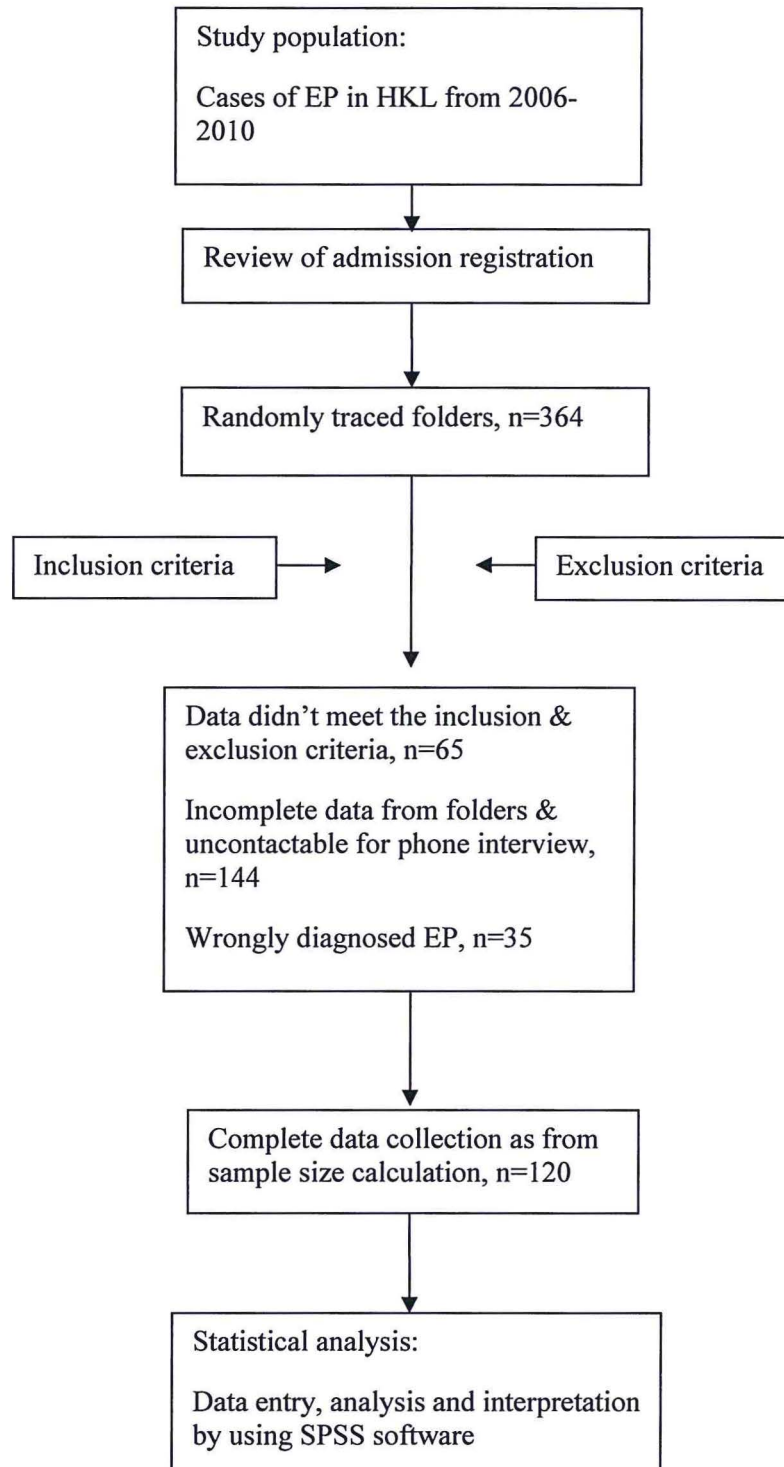 Study population:
Cases of EP in HKL from 2006-
2010
Review of admission registration
Randomly traced folders, n=364
Inclusion criteria
Exclusion criteria
Data didn't meet the inclusion &
exclusion criteria, n=65
Incomplete data from folders &
uncontactable for phone interview,
n=144
Wrongly diagnosed EP, n=35
Complete data collection as from
sample size calculation, n=120
Statistical analysis:
Data entry, analysis and interpretation
by using SPSS software